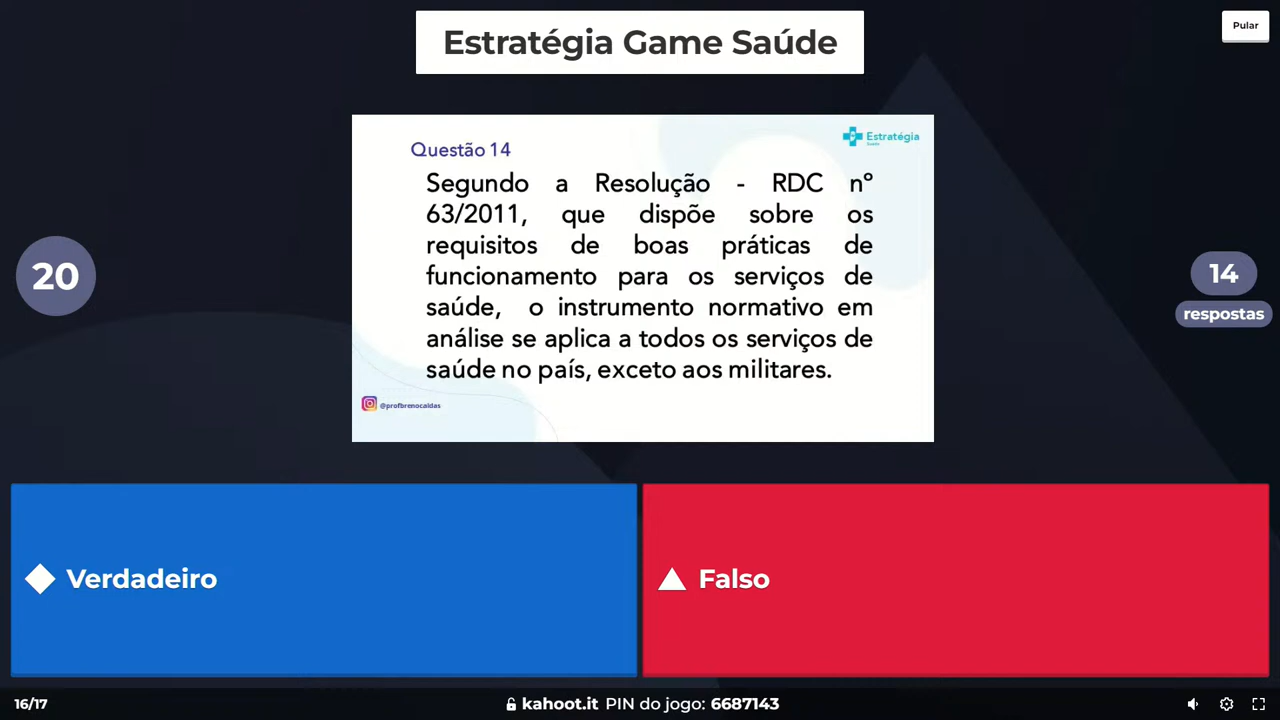 Estratégia Game Saúde
Pular
Estratégia
Saúde
Questão 14
Segundo a Resolução - RDC nº
63/2011, que dispõe sobre os
requisitos de boas práticas de
funcionamento para os serviços de
saúde, o instrumento normativo em
análise se aplica a todos os serviços de
saúde no país, exceto aos militares.
@profbrenocaldas
20
14
respostas
Verdadeiro
Falso
16/17
kahoot.it PIN do jogo: 6687143